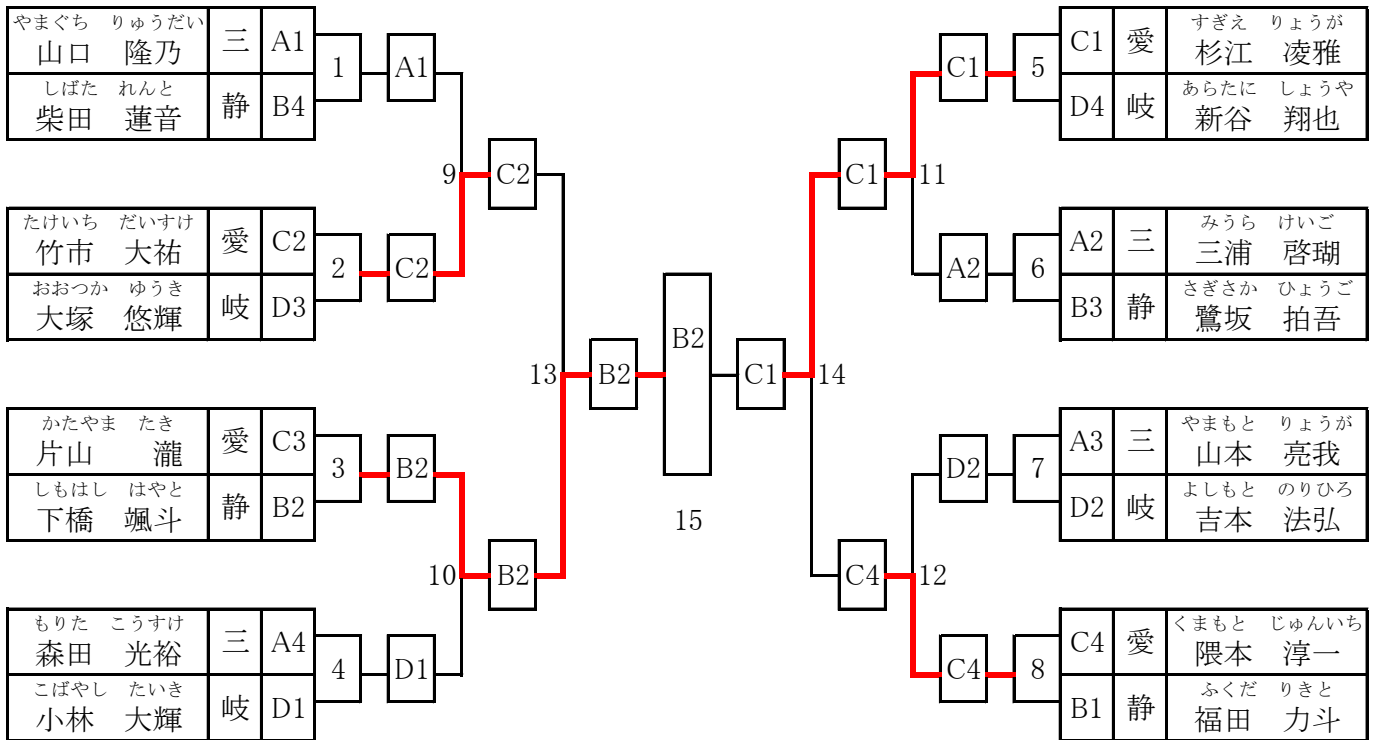 やまぐち りゅうだい
山口 隆乃 三 A1
しばた れんと
柴田 蓮音 静 B4
1
A1
たけいち だいすけ
竹市 大祐 愛 C2
おおつか ゆうき
大塚 悠輝 岐 D3
2
C2
9
C2
かたやま たき
片山 瀧 愛 C3
しもはし はやと
下橋 颯斗 静 B2
3
B2
もりた こうすけ
森田 光裕 三 A4
こばやし たいき
小林 大輝 岐 D1
4
D1
10
B2
13
B2
B2
15
C1
14
C1
11
C1
5
すぎえ りょうが
C1 愛 杉江 凌雅
あらたに しょうや
D4 岐 新谷 翔也
A2
6
みうら けいご
A2 三 三浦 啓瑚
さぎさか ひょうご
B3 静 鷺坂 拍吾
C4
12
D2
7
やまもと りょうが
A3 三 山本 亮我
よしもと のりひろ
D2 岐 吉本 法弘
C4
8
くまもと じゅんいち
C4 愛 隈本 淳一
ふくだ りきと
B1 静 福田 力斗